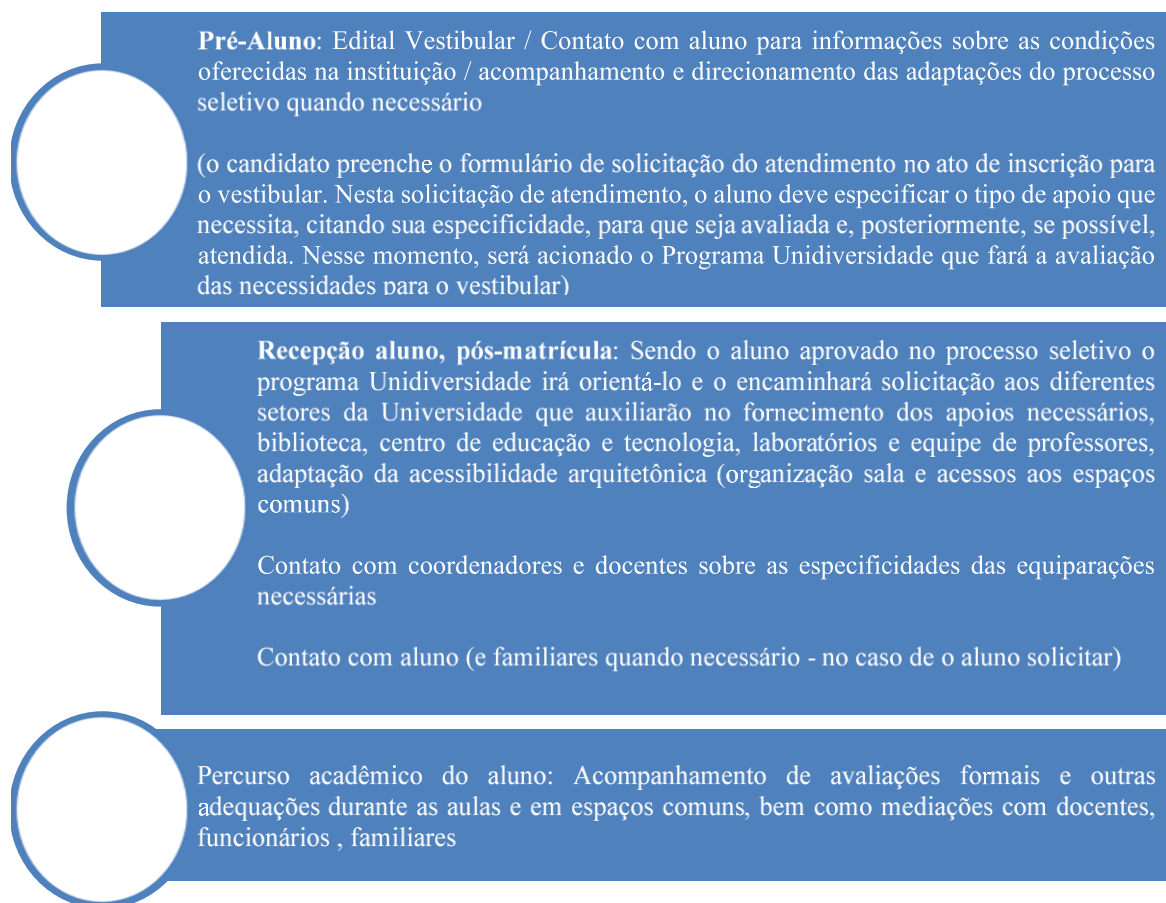 Pré-Aluno: Edital Vestibular / Contato com aluno para informações sobre as condições
oferecidas na instituição / acompanhamento e direcionamento das adaptações do processo
seletivo quando necessário
(o candidato preenche o formulário de solicitação do atendimento no ato de inscrição para
o vestibular. Nesta solicitação de atendimento, o aluno deve especificar o tipo de apoio que
necessita, citando sua especificidade, para que seja avaliada e, posteriormente, se possível,
atendida. Nesse momento, será acionado o Programa Unidiversidade que fará a avaliação
das necessidades para o vestibular)
Recepção aluno, pós-matrícula: Sendo o aluno aprovado no processo seletivo o
programa Unidiversidade irá orientá-lo e o encaminhará solicitação aos diferentes
setores da Universidade que auxiliarão no fornecimento dos apoios necessários,
biblioteca, centro de educação e tecnologia, laboratórios e equipe de professores,
adaptação da acessibilidade arquitetônica (organização sala e acessos aos espaços
comuns)
Contato com coordenadores e docentes sobre as especificidades das equiparações
necessárias
Contato com aluno (e familiares quando necessário - no caso de o aluno solicitar)
Percurso acadêmico do aluno: Acompanhamento de avaliações formais e outras
adequações durante as aulas e em espaços comuns, bem como mediações com docentes,
funcionários , familiares